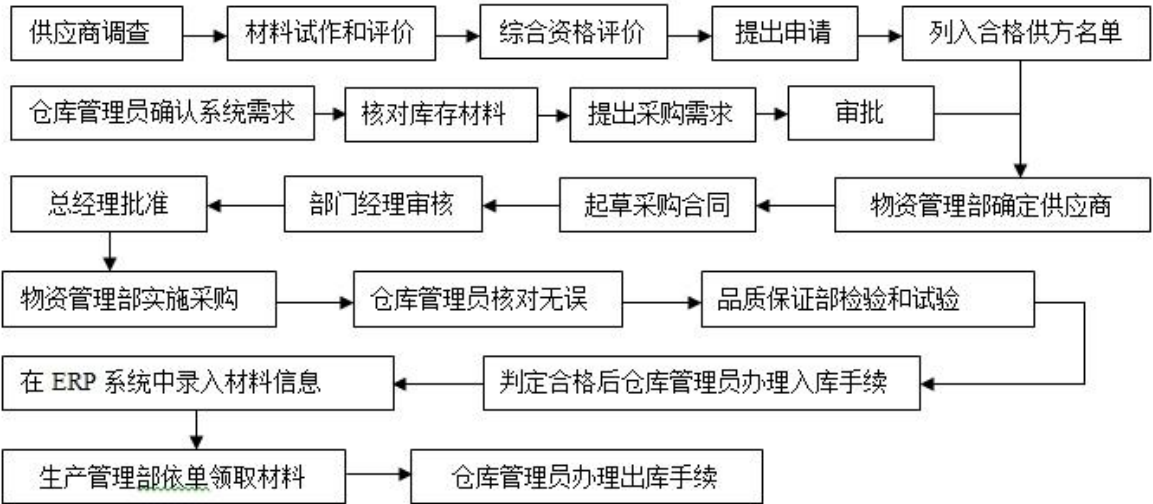 供应商调查
材料试作和评价
综合资格评价
提出申请
列入合格供方名单
仓库管理员确认系统需求
核对库存材料
提出采购需求
审批
总经理批准
部门经理审核
起草采购合同
物资管理部确定供应商
物资管理部实施采购
仓库管理员核对无误
品质保证部检验和试验
在 ERP 系统中录入材料信息
判定合格后仓库管理员办理入库手续
生产管理部依单领取材料
仓库管理员办理出库手续